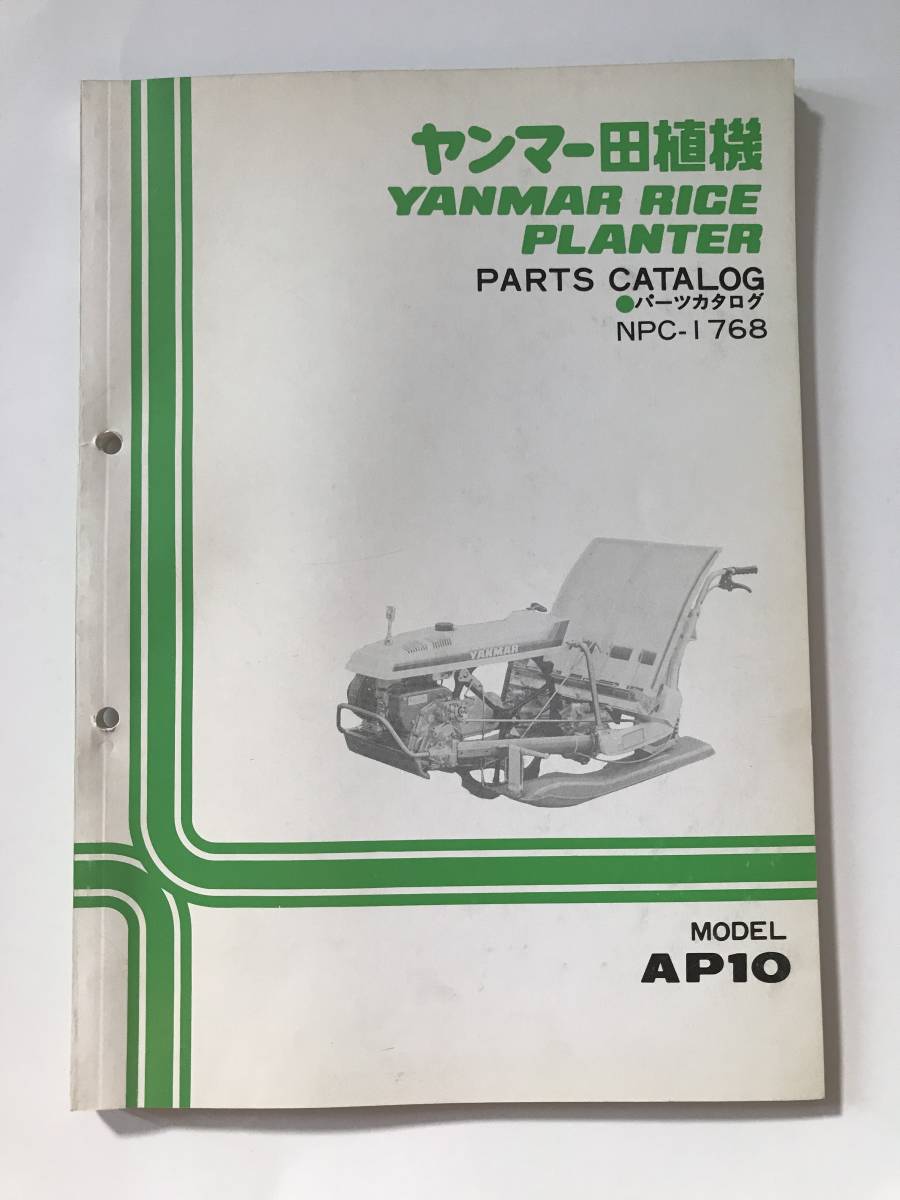 ヤンマー田植機
YANMAR RICE
PLANTER
PARTS CATALOG
●パーツカタログ
NPC-1768
YANMAR
MODEL
AP10